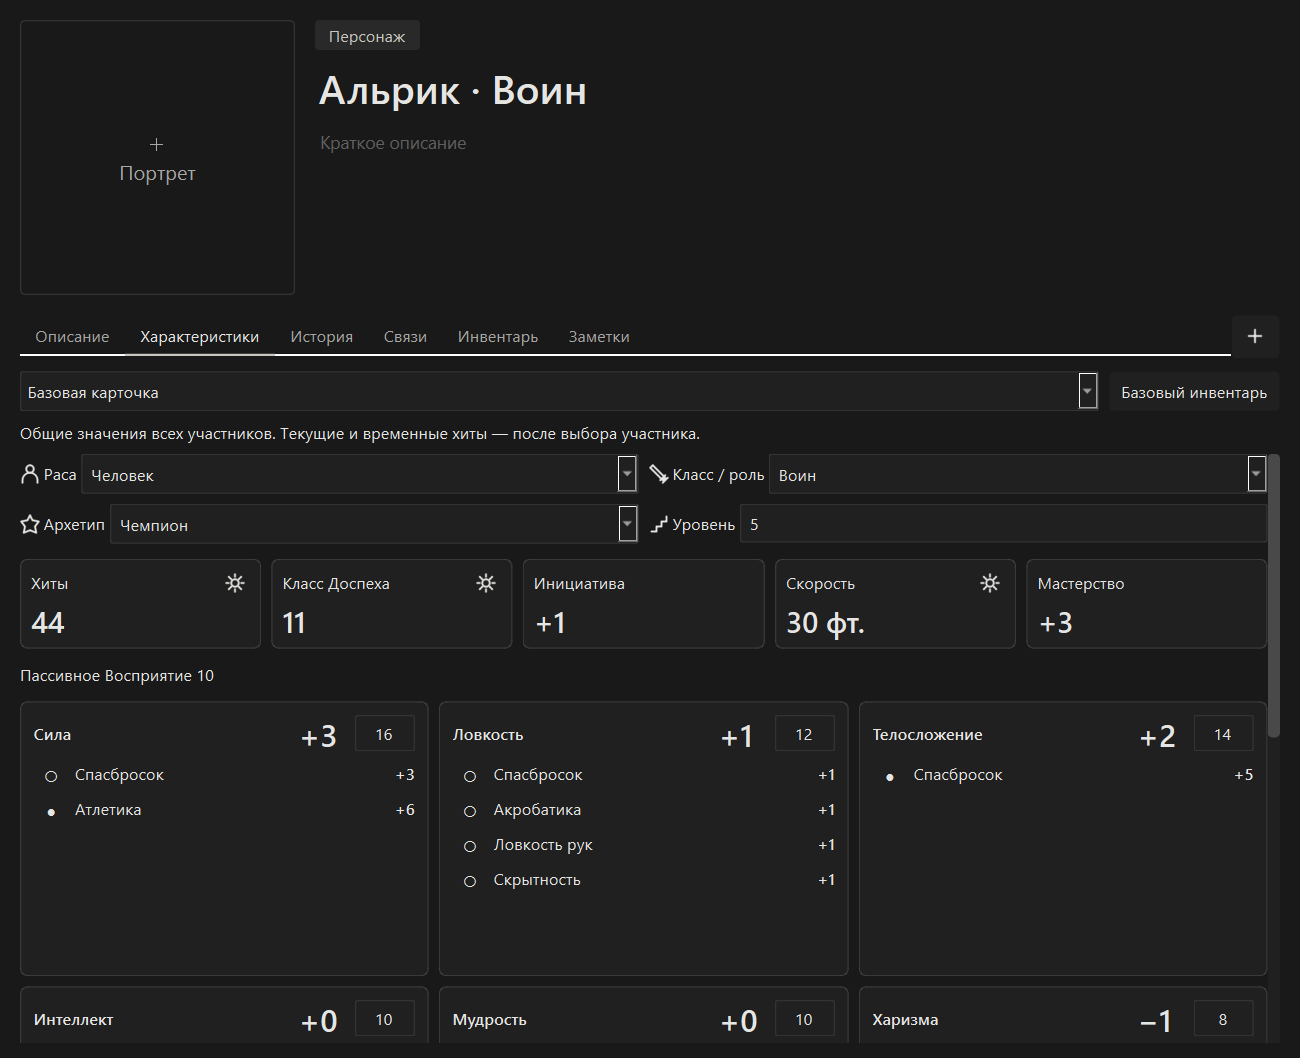 Персонаж
Альрик · Воин
Краткое описание
+
Портрет
Описание Характеристики История Связи Инвентарь Заметки +
Базовая карточка Базовый инвентарь
Общие значения всех участников. Текущие и временные хиты — после выбора участника.
Раса Человек Класс / роль Воин
Архетип Чемпион Уровень 5
Хиты Класс Доспеха Инициатива Скорость Мастерство
44 11 +1 30 фт. +3
Пассивное Восприятие 10
Сила +3 16
Спасбросок +3
Атлетика +6
Ловкость +1 12
Спасбросок +1
Акробатика +1
Ловкость рук +1
Скрытность +1
Телосложение +2 14
Спасбросок +5
Интеллект +0 10
Мудрость +0 10
Харизма −1 8